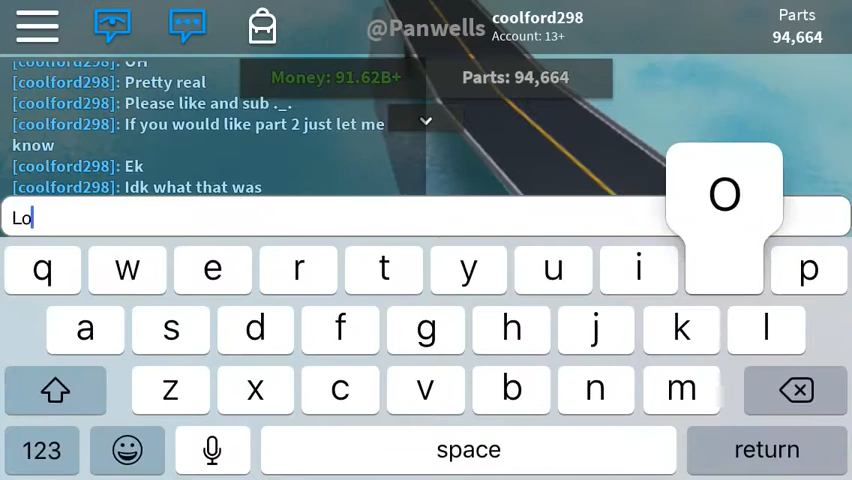 @Panwells
coolford298
Account: 13+
Parts
94,664
Money: 91.62B+
Parts: 94,664
[coolford298]: OH
[coolford298]: Pretty real
[coolford298]: Please like and sub ._.
[coolford298]: If you would like part 2 just let me
know
[coolford298]: Ek
[coolford298]: Idk what that was
Lo
O
q w e r t y u i p
a s d f g h j k l
z x c v b n m
123 space return